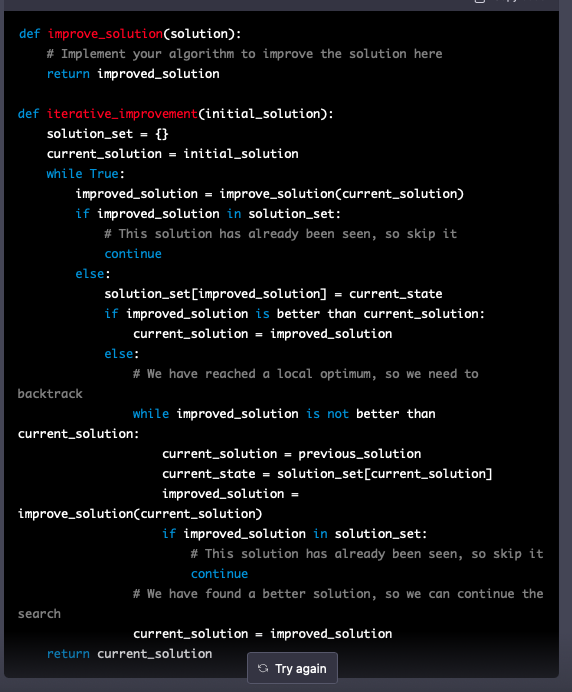 def improve_solution(solution):
    # Implement your algorithm to improve the solution here
    return improved_solution

def iterative_improvement(initial_solution):
    solution_set = {}
    current_solution = initial_solution
    while True:
        improved_solution = improve_solution(current_solution)
        if improved_solution in solution_set:
            # This solution has already been seen, so skip it
            continue
        else:
            solution_set[improved_solution] = current_state
            if improved_solution is better than current_solution:
                current_solution = improved_solution
            else:
                # We have reached a local optimum, so we need to
backtrack
                while improved_solution is not better than
current_solution:
                    current_solution = previous_solution
                    current_state = solution_set[current_solution]
                    improved_solution =
improve_solution(current_solution)
                    if improved_solution in solution_set:
                        # This solution has already been seen, so skip it
                        continue
                # We have found a better solution, so we can continue the
search
                current_solution = improved_solution
    return current_solution
Try again